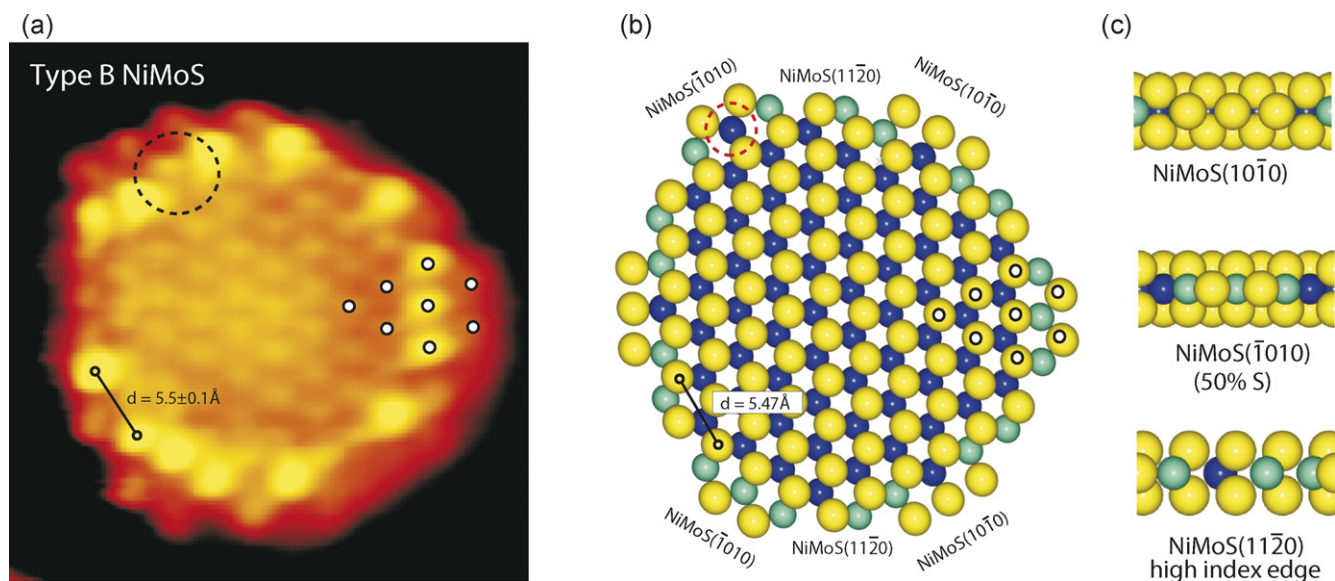 (a)
Type B NiMoS
d = 5.5±0.1Å
(b)
NiMoS(1̅010)
NiMoS(112̅0)
NiMoS(101̅0)
d = 5.47Å
NiMoS(1̅010)
NiMoS(112̅0)
NiMoS(101̅0)
(c)
NiMoS(101̅0)
NiMoS(1̅010)
(50% S)
NiMoS(112̅0)
high index edge